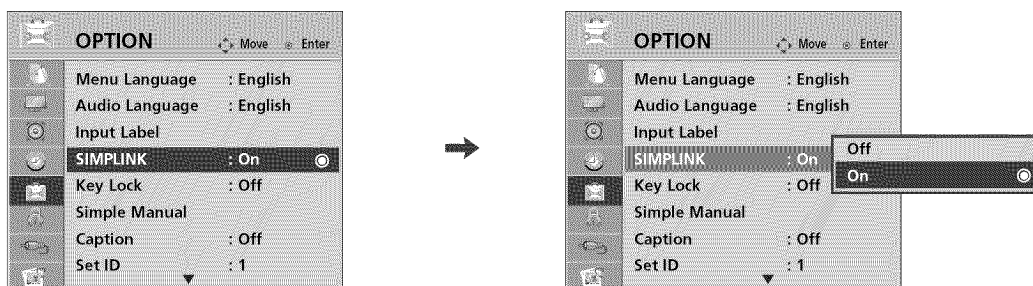 OPTION Move Enter
Menu Language : English
Audio Language : English
Input Label
SIMPLINK : On
Key Lock : Off
Simple Manual
Caption : Off
Set ID : 1
OPTION Move Enter
Menu Language : English
Audio Language : English
Input Label
SIMPLINK : On
Key Lock : Off
Simple Manual
Caption : Off
Set ID : 1
Off
On